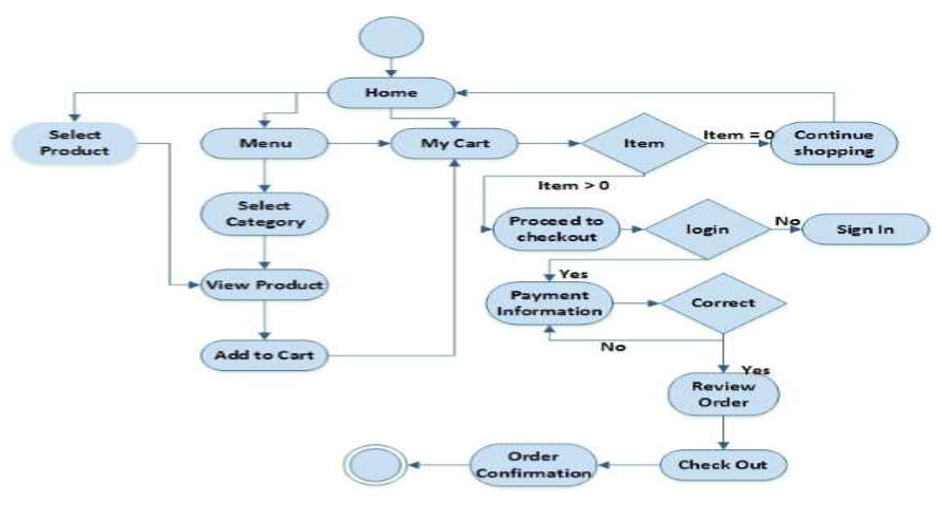 Home
Select
Product
Menu
My Cart
Item
Item = 0
Continue
shopping
Item > 0
Select
Category
Proceed to
checkout
login
No
Sign In
Yes
View Product
Payment
Information
Correct
No
Add to Cart
Yes
Review
Order
Order
Confirmation
Check Out